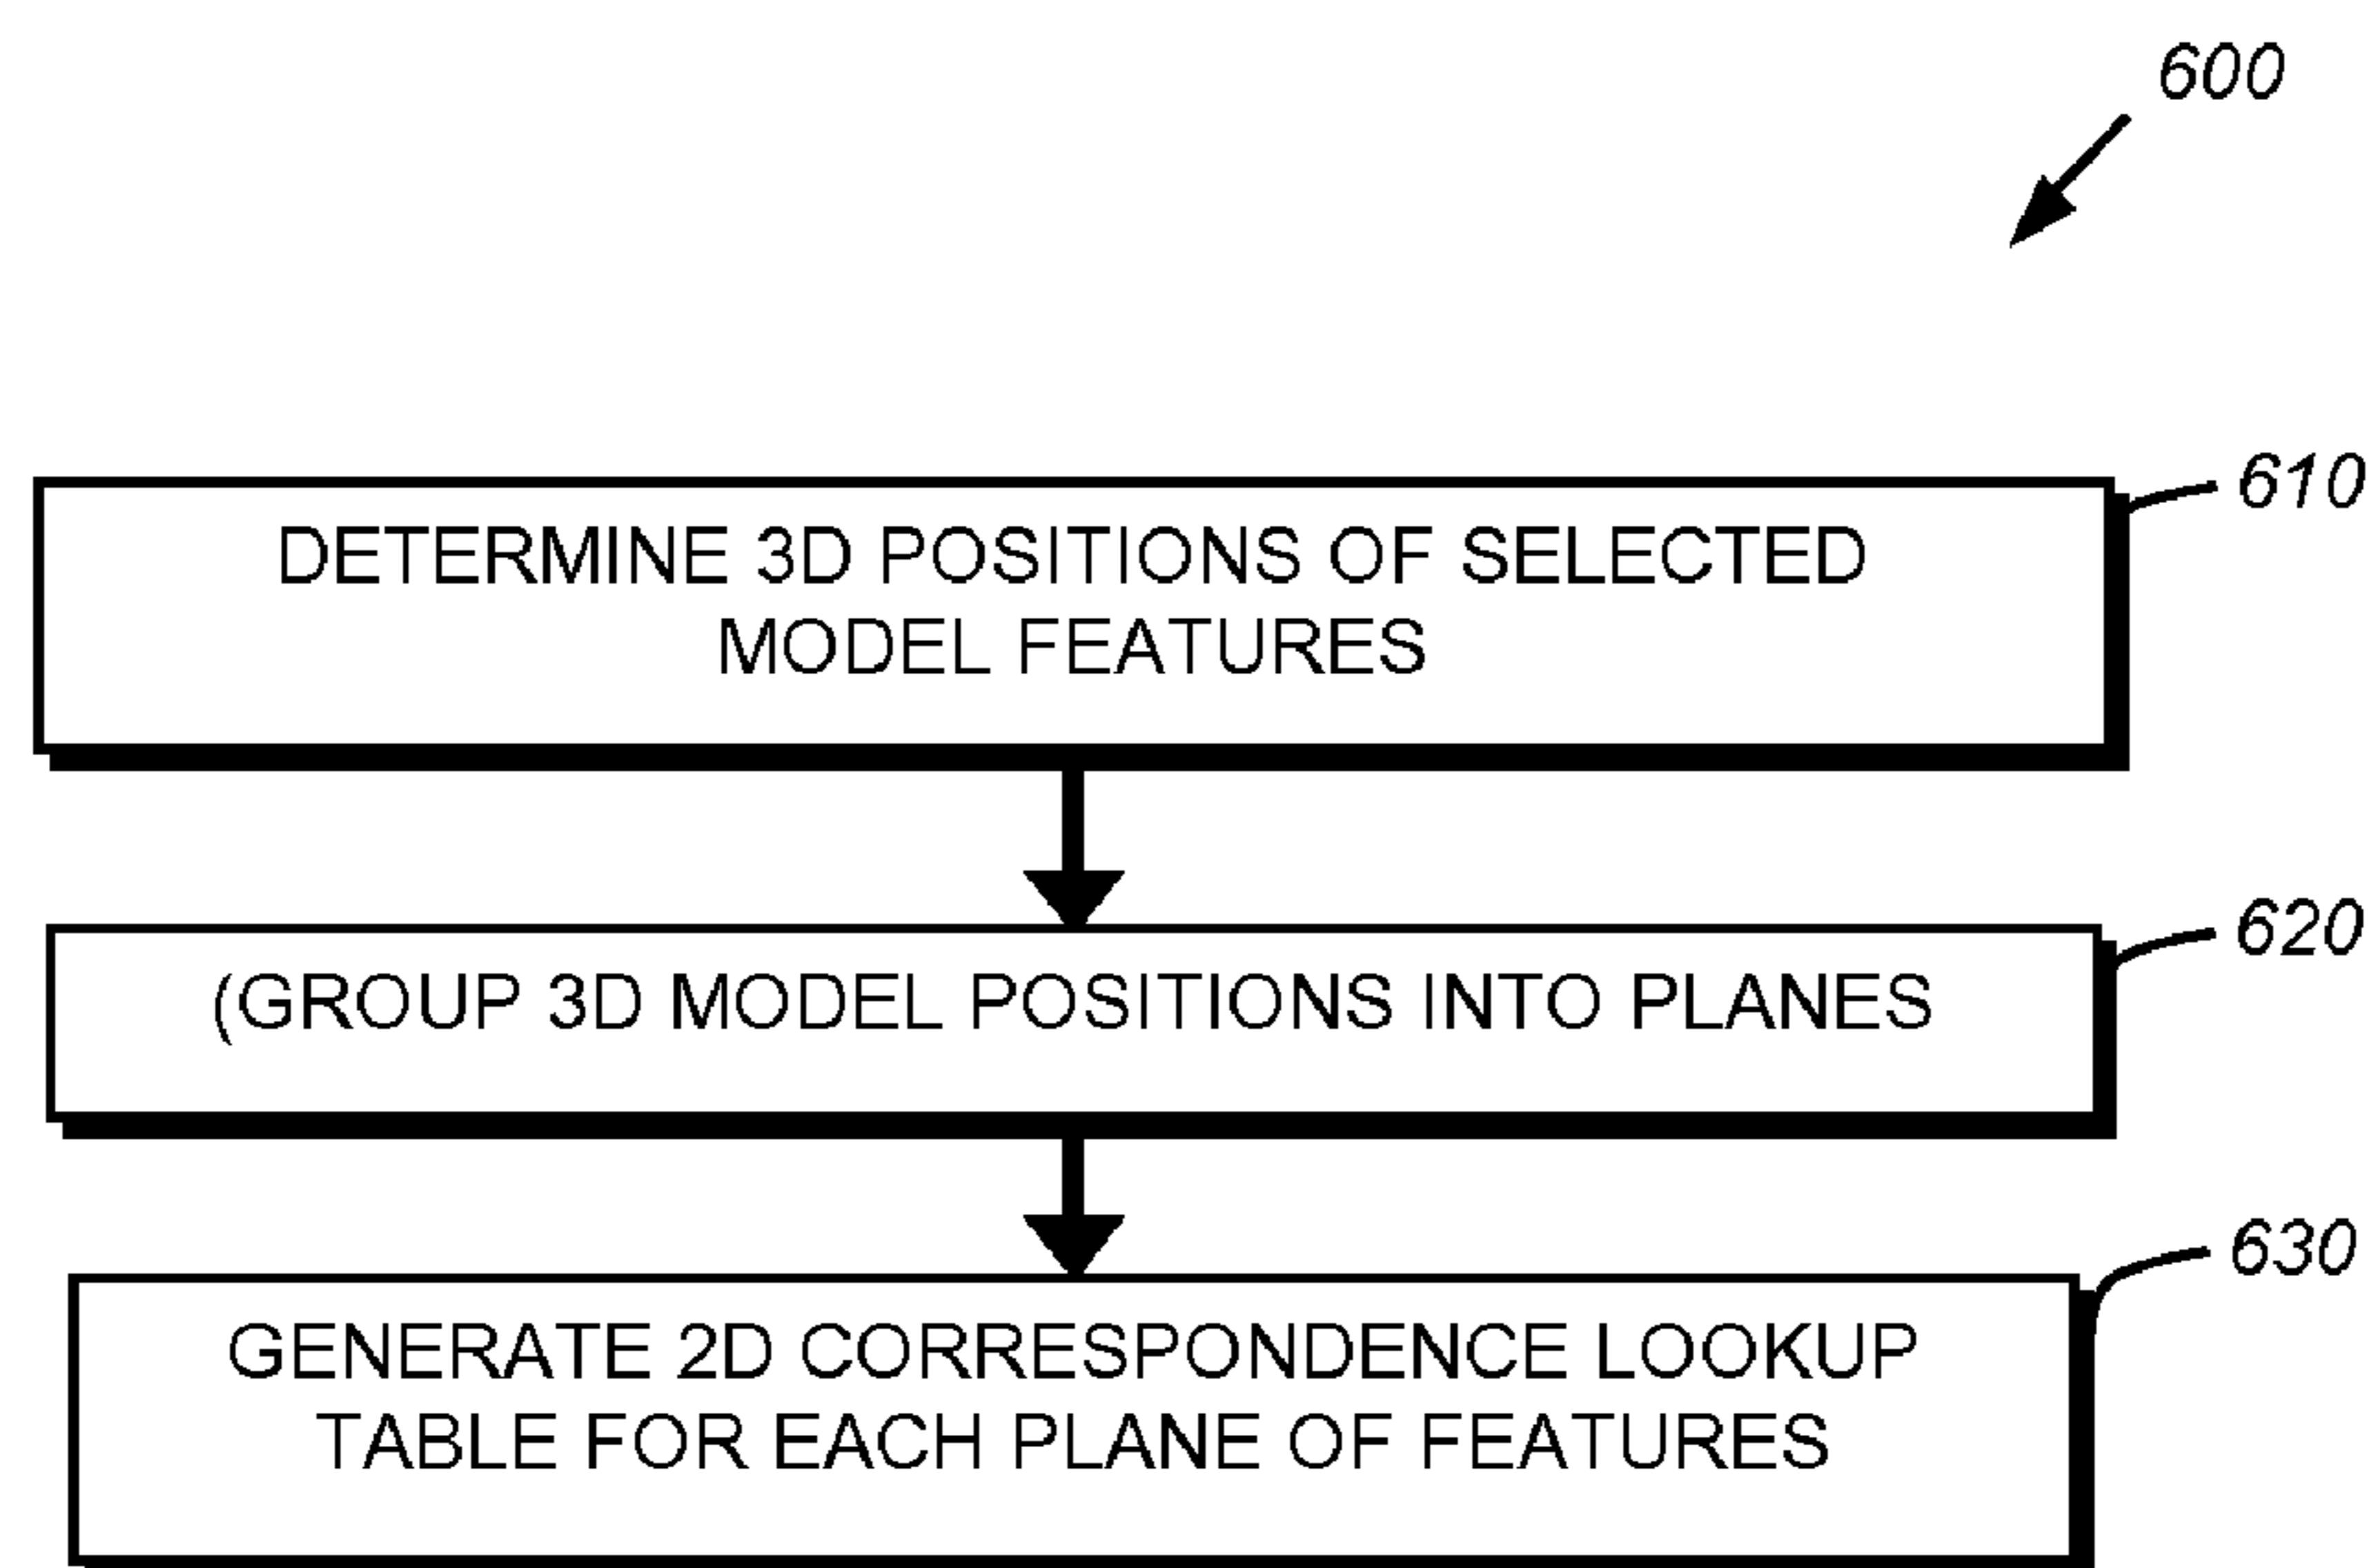 600
610
DETERMINE 3D POSITIONS OF SELECTED
MODEL FEATURES
620
(GROUP 3D MODEL POSITIONS INTO PLANES
630
GENERATE 2D CORRESPONDENCE LOOKUP
TABLE FOR EACH PLANE OF FEATURES